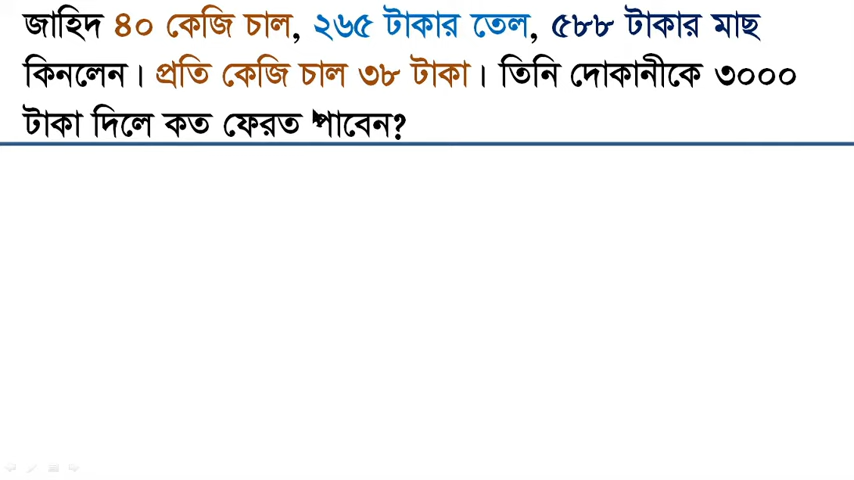 জাহিদ ৪০ কেজি চাল, ২৬৫ টাকার তেল, ৫৮৮ টাকার মাছ
কিনলেন। প্রতি কেজি চাল ৩৮ টাকা। তিনি দোকানীকে ৩০০০
টাকা দিলে কত ফেরত পাবেন?